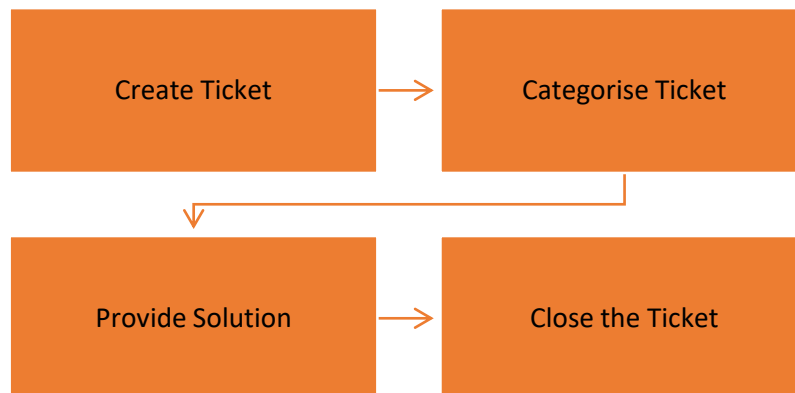 Create Ticket
Categorise Ticket
Provide Solution
Close the Ticket